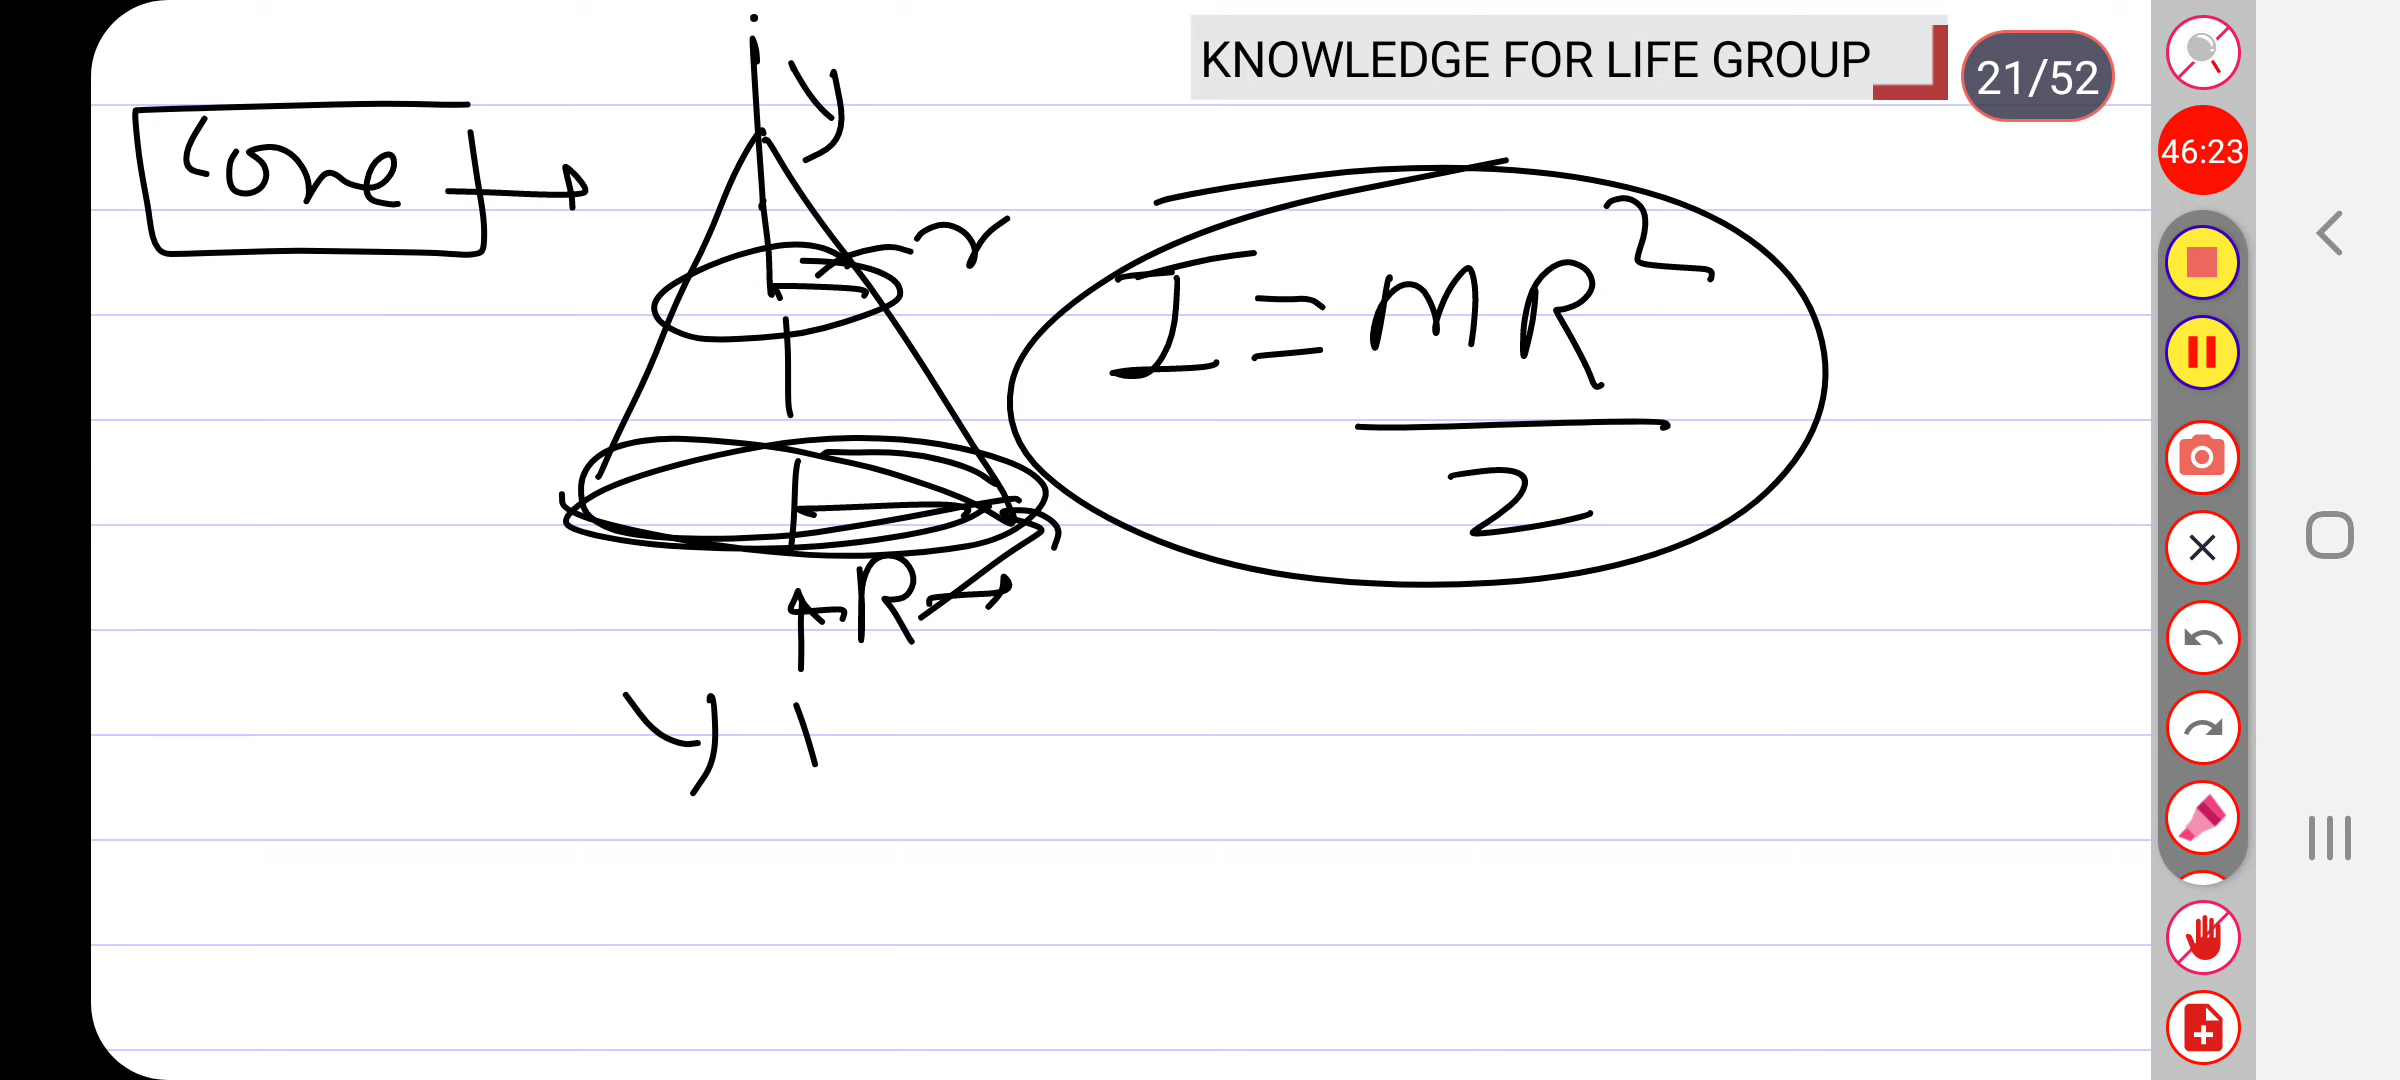 KNOWLEDGE FOR LIFE GROUP
21/52
46:23
Cone
y
r
I = MR²
2
R
y